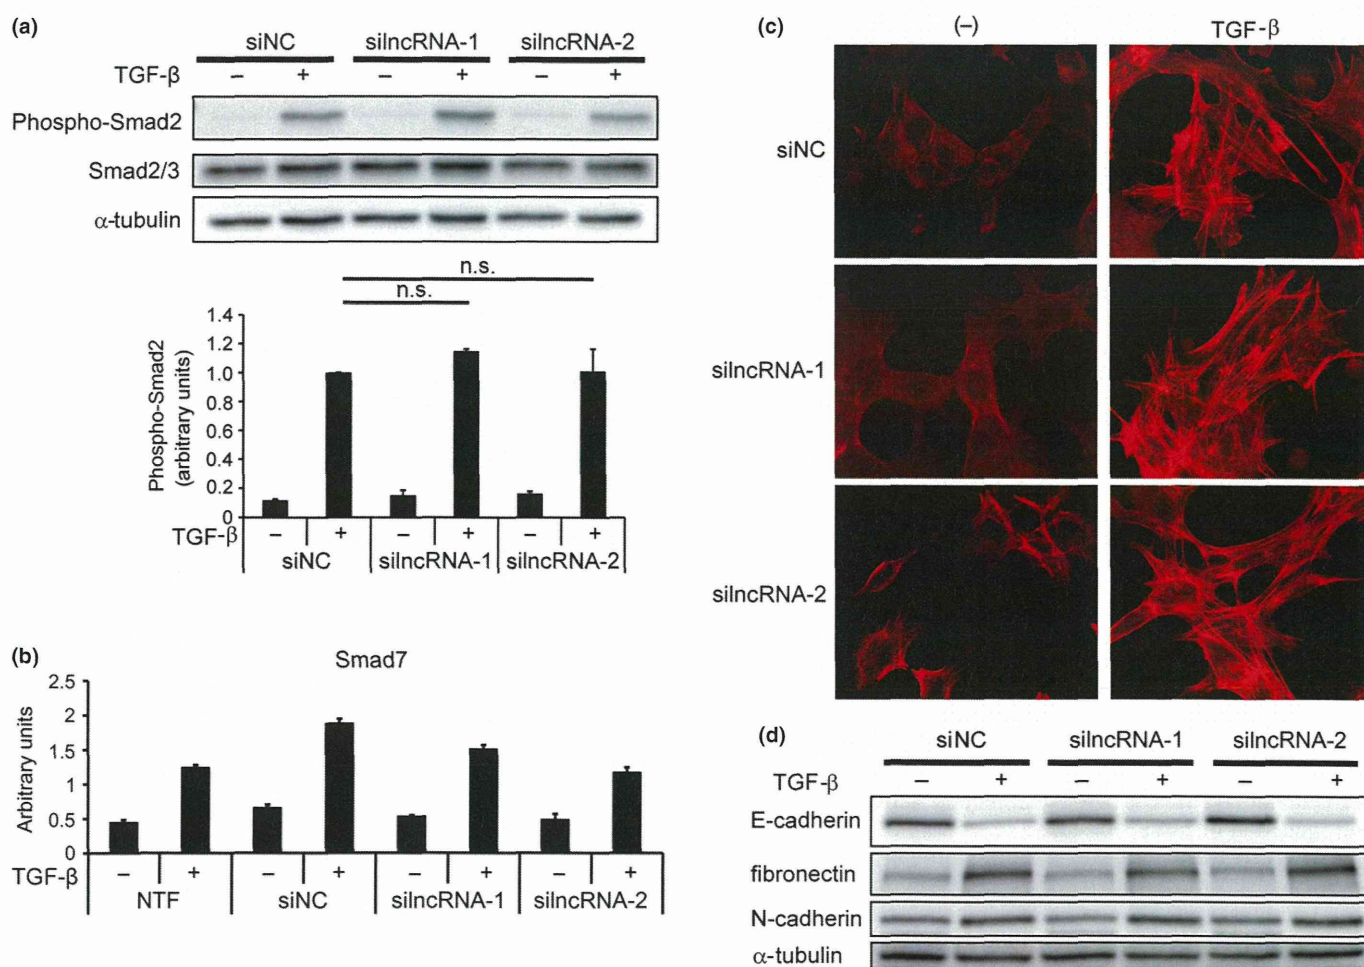 (a)
siNC silncRNA-1 silncRNA-2
TGF-β – + – + – +
Phospho-Smad2
Smad2/3
α-tubulin
n.s.
n.s.
Phospho-Smad2
(arbitrary units)
1.4
1.2
1.0
0.8
0.6
0.4
0.2
0
TGF-β – + – + – +
siNC silncRNA-1 silncRNA-2
(b)
Smad7
Arbitrary units
2.5
2
1.5
1
0.5
0
TGF-β – + – + – + – +
NTF siNC silncRNA-1 silncRNA-2
(c)
(–) TGF-β
siNC
silncRNA-1
silncRNA-2
(d)
siNC silncRNA-1 silncRNA-2
TGF-β – + – + – +
E-cadherin
fibronectin
N-cadherin
α-tubulin